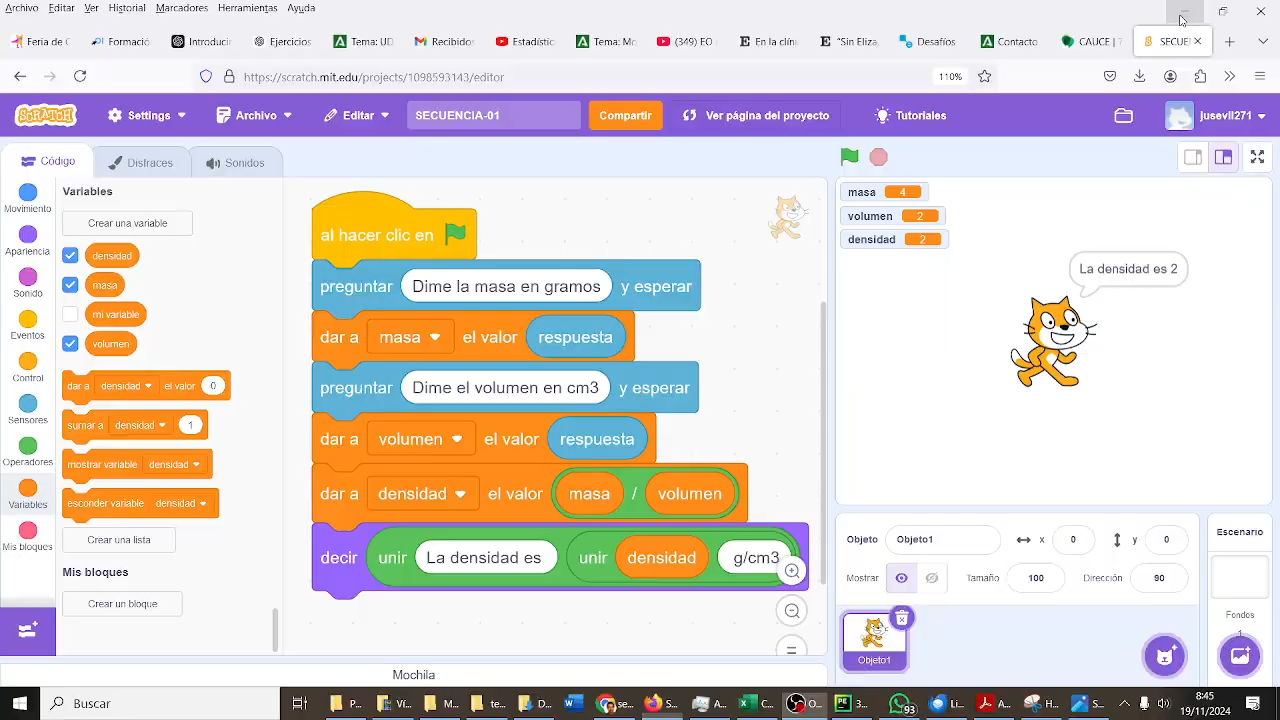 Archivo Editar Ver Historial Marcadores Herramientas Ayuda
Feria de C Formació Introducir Ejercicios Tema UD Recibido Estadístic Tema: Mo (349) EO En la clín "Sin Eliza Desafíos Contacto CAUCE | T SECUE
https://scratch.mit.edu/projects/1098593143/editor 110%
SCRATCH Settings Archivo Editar SECUENCIA-01 Compartir Ver página del proyecto Tutoriales jusevil271
Código Disfraces Sonidos
Movimiento
Apariencia
Sonido
Eventos
Control
Sensores
Operadores
Variables
Mis bloques
Variables
Crear una variable
densidad
masa
mi variable
volumen
dar a densidad el valor 0
sumar a densidad 1
mostrar variable densidad
esconder variable densidad
Crear una lista
Mis bloques
Crear un bloque
al hacer clic en
preguntar Dime la masa en gramos y esperar
dar a masa el valor respuesta
preguntar Dime el volumen en cm3 y esperar
dar a volumen el valor respuesta
dar a densidad el valor masa / volumen
decir unir La densidad es unir densidad g/cm3
Mochila
masa 4
volumen 2
densidad 2
La densidad es 2
Objeto Objeto1 x 0 y 0
Mostrar Tamaño 100 Dirección 90
Objeto1
Escenario
Fondos
1
Buscar
93
8:45
19/11/2024